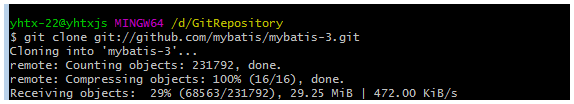 yhtx-22@yhtxjs MINGW64 /d/GitRepository
$ git clone git://github.com/mybatis/mybatis-3.git
Cloning into 'mybatis-3'...
remote: Counting objects: 231792, done.
remote: Compressing objects: 100% (16/16), done.
Receiving objects:  29% (68563/231792), 29.25 MiB | 472.00 KiB/s